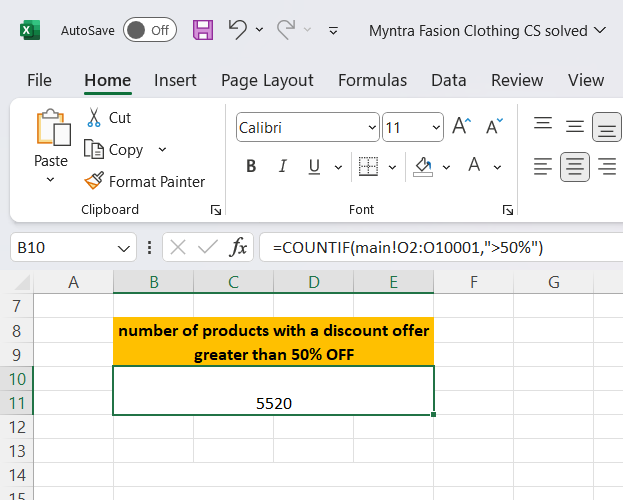 AutoSave Off Myntra Fasion Clothing CS solved
File Home Insert Page Layout Formulas Data Review View
Paste Cut Calibri 11 A A
Copy
Format Painter B I U A
Clipboard Font
B10 fx =COUNTIF(main!O2:O10001,">50%")
A B C D E F G
7
8 number of products with a discount offer
9 greater than 50% OFF
10
11 5520
12
13
14
15